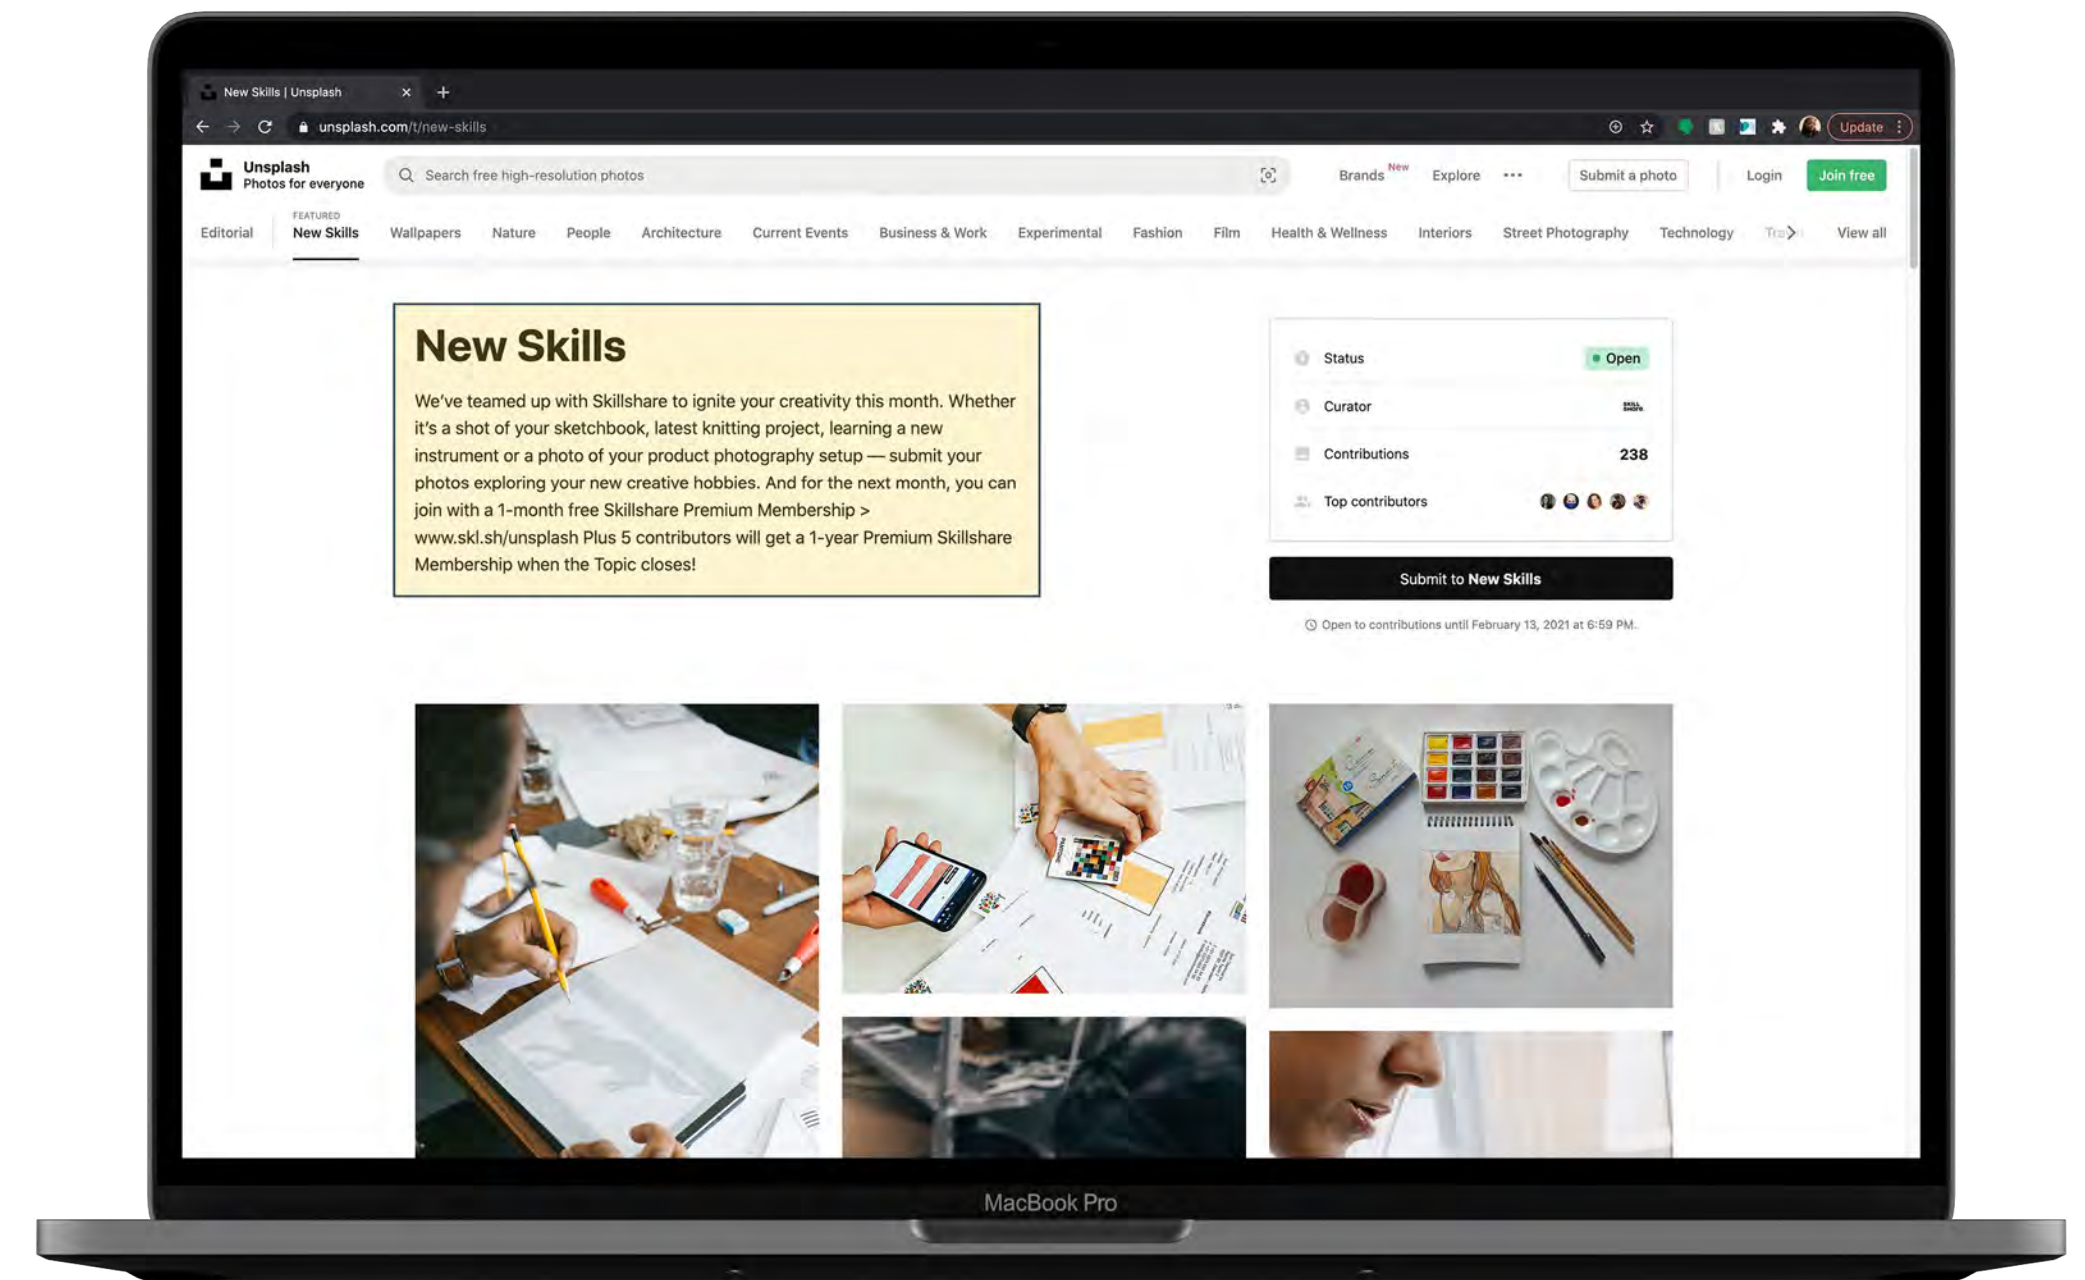 New Skills | Unsplash
unsplash.com/t/new-skills
Update
Unsplash
Photos for everyone
Search free high-resolution photos
Brands New
Explore
Submit a photo
Login
Join free
Editorial
FEATURED
New Skills
Wallpapers
Nature
People
Architecture
Current Events
Business & Work
Experimental
Fashion
Film
Health & Wellness
Interiors
Street Photography
Technology
View all
New Skills
We've teamed up with Skillshare to ignite your creativity this month. Whether
it's a shot of your sketchbook, latest knitting project, learning a new
instrument or a photo of your product photography setup — submit your
photos exploring your new creative hobbies. And for the next month, you can
join with a 1-month free Skillshare Premium Membership >
www.skl.sh/unsplash Plus 5 contributors will get a 1-year Premium Skillshare
Membership when the Topic closes!
Status
Open
Curator
SKILL
SHare.
Contributions
238
Top contributors
Submit to New Skills
Open to contributions until February 13, 2021 at 6:59 PM.
PANTONE
MacBook Pro